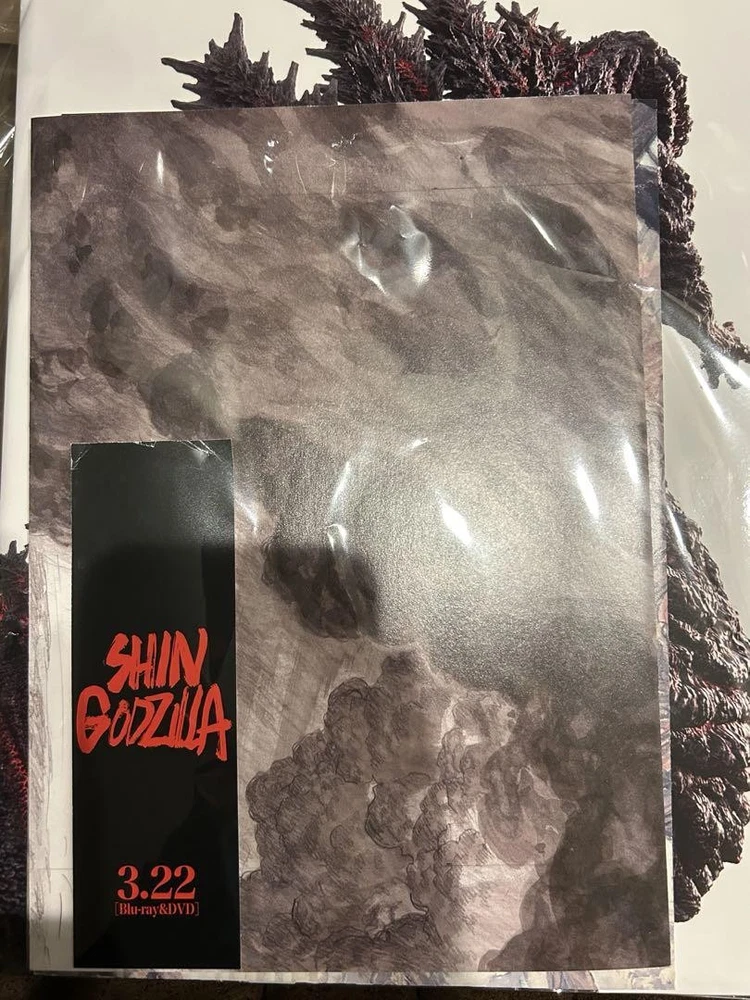 SHIN
GODZILLA
3.22
[Blu-ray&DVD]